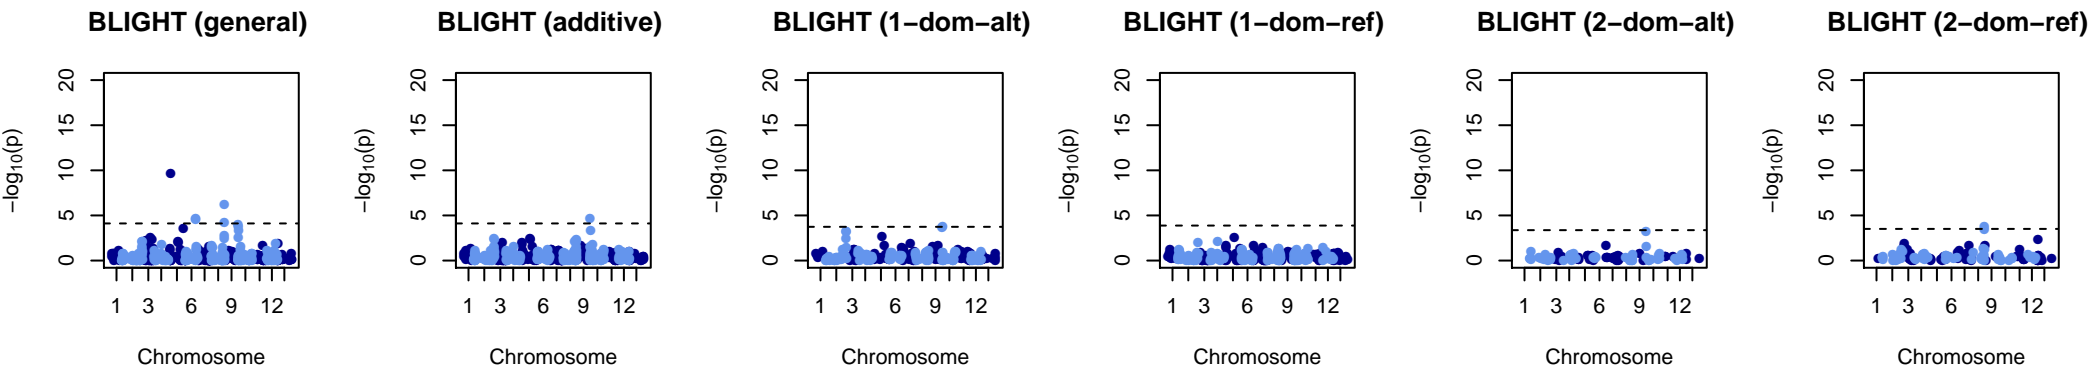 BLIGHT (general)
−log10(p)
20
15
10
5
0
1 3 6 9 12
Chromosome
BLIGHT (additive)
−log10(p)
20
15
10
5
0
1 3 6 9 12
Chromosome
BLIGHT (1−dom−alt)
−log10(p)
20
15
10
5
0
1 3 6 9 12
Chromosome
BLIGHT (1−dom−ref)
−log10(p)
20
15
10
5
0
1 3 6 9 12
Chromosome
BLIGHT (2−dom−alt)
−log10(p)
20
15
10
5
0
1 3 6 9 12
Chromosome
BLIGHT (2−dom−ref)
−log10(p)
20
15
10
5
0
1 3 6 9 12
Chromosome